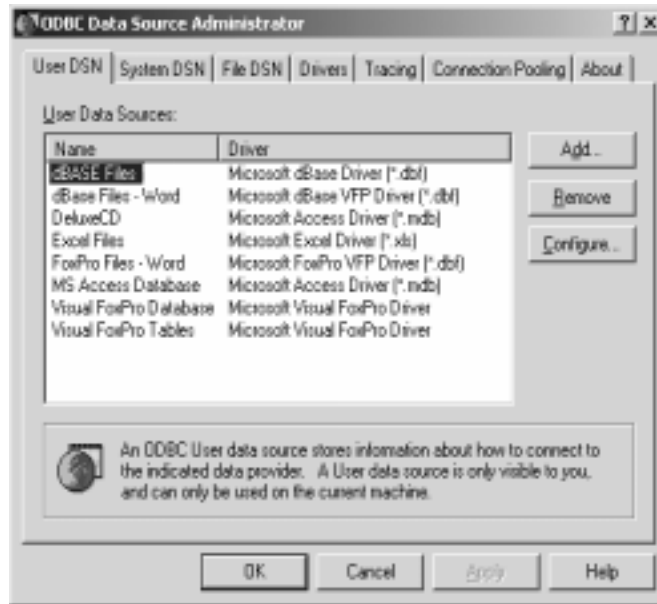 ODBC Data Source Administrator
User DSN System DSN File DSN Drivers Tracing Connection Pooling About
User Data Sources:
Name Driver
dBASE Files Microsoft dBase Driver (*.dbf)
dBase Files - Word Microsoft dBase VFP Driver (*.dbf)
DeluxeCD Microsoft Access Driver (*.mdb)
Excel Files Microsoft Excel Driver (*.xls)
FoxPro Files - Word Microsoft FoxPro VFP Driver (*.dbf)
MS Access Database Microsoft Access Driver (*.mdb)
Visual FoxPro Database Microsoft Visual FoxPro Driver
Visual FoxPro Tables Microsoft Visual FoxPro Driver
Add...
Remove
Configure...
An ODBC User data source stores information about how to connect to
the indicated data provider. A User data source is only visible to you,
and can only be used on the current machine.
OK Cancel Apply Help